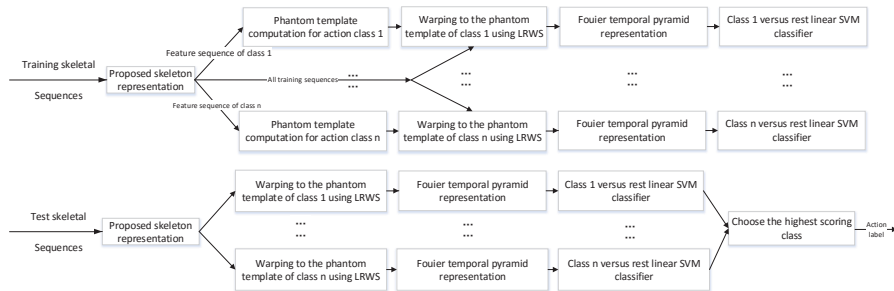 Training skeletal
Sequences
Proposed skeleton
representation
Feature sequence of class 1
All training sequences
Feature sequence of class n
Phantom template
computation for action class 1
Warping to the phantom
template of class 1 using LRWS
Fouier temporal pyramid
representation
Class 1 versus rest linear SVM
classifier
...
...
...
...
...
...
...
...
Phantom template
computation for action class n
Warping to the phantom
template of class n using LRWS
Fouier temporal pyramid
representation
Class n versus rest linear SVM
classifier
Test skeletal
Sequences
Proposed skeleton
representation
Warping to the phantom
template of class 1 using LRWS
Fouier temporal pyramid
representation
Class 1 versus rest linear SVM
classifier
...
...
...
...
...
...
Warping to the phantom
template of class n using LRWS
Fouier temporal pyramid
representation
Class n versus rest linear SVM
classifier
Choose the highest scoring
class
Action
label